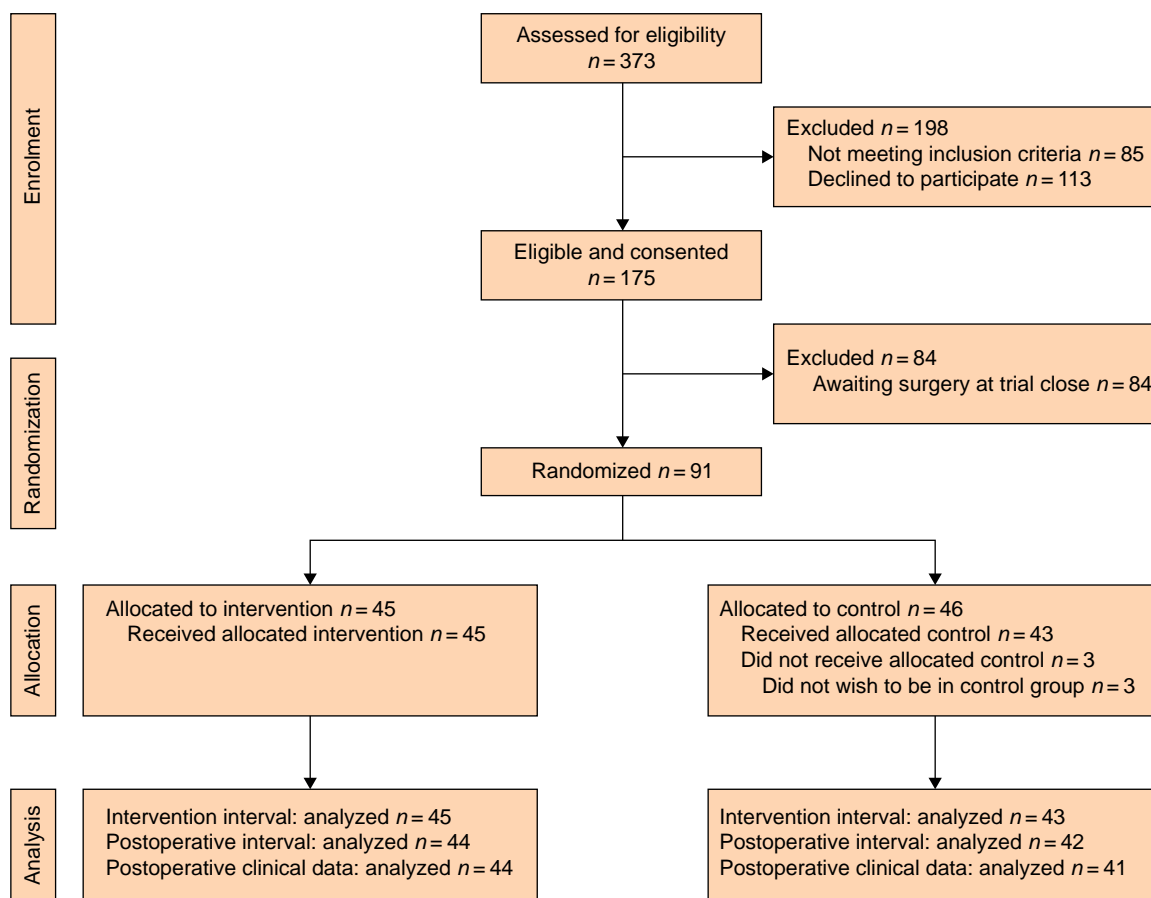 Enrolment
Assessed for eligibility
n = 373
Excluded n = 198
Not meeting inclusion criteria n = 85
Declined to participate n = 113
Eligible and consented
n = 175
Randomization
Excluded n = 84
Awaiting surgery at trial close n = 84
Randomized n = 91
Allocation
Allocated to intervention n = 45
Received allocated intervention n = 45
Allocated to control n = 46
Received allocated control n = 43
Did not receive allocated control n = 3
Did not wish to be in control group n = 3
Analysis
Intervention interval: analyzed n = 45
Postoperative interval: analyzed n = 44
Postoperative clinical data: analyzed n = 44
Intervention interval: analyzed n = 43
Postoperative interval: analyzed n = 42
Postoperative clinical data: analyzed n = 41